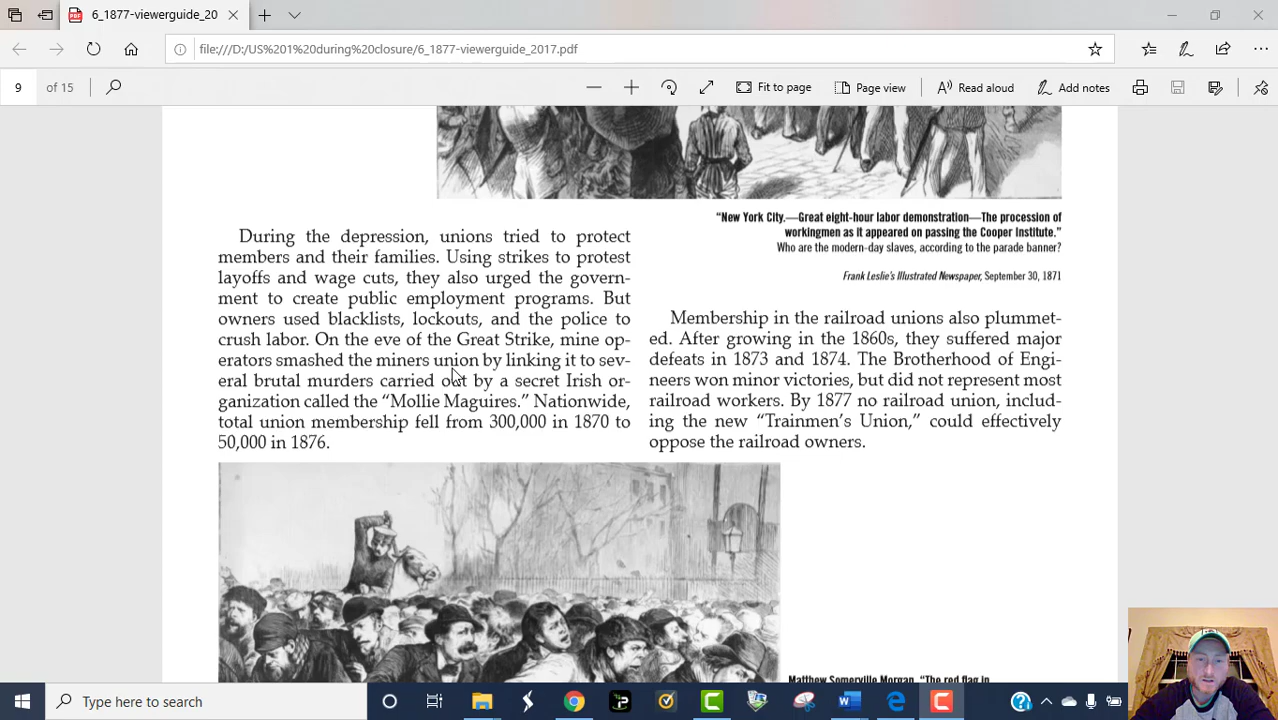 6_1877-viewerguide_20
file:///D:/US%201%20during%20closure/6_1877-viewerguide_2017.pdf
9 of 15
Fit to page
Page view
Read aloud
Add notes
"New York City.—Great eight-hour labor demonstration—The procession of
workingmen as it appeared on passing the Cooper Institute."
Who are the modern-day slaves, according to the parade banner?
Frank Leslie's Illustrated Newspaper, September 30, 1871
During the depression, unions tried to protect
members and their families. Using strikes to protest
layoffs and wage cuts, they also urged the govern-
ment to create public employment programs. But
owners used blacklists, lockouts, and the police to
crush labor. On the eve of the Great Strike, mine op-
erators smashed the miners union by linking it to sev-
eral brutal murders carried out by a secret Irish or-
ganization called the "Mollie Maguires." Nationwide,
total union membership fell from 300,000 in 1870 to
50,000 in 1876.
Membership in the railroad unions also plummet-
ed. After growing in the 1860s, they suffered major
defeats in 1873 and 1874. The Brotherhood of Engi-
neers won minor victories, but did not represent most
railroad workers. By 1877 no railroad union, includ-
ing the new "Trainmen's Union," could effectively
oppose the railroad owners.
Matthew Somerville Morgan, "The red flag in
Type here to search